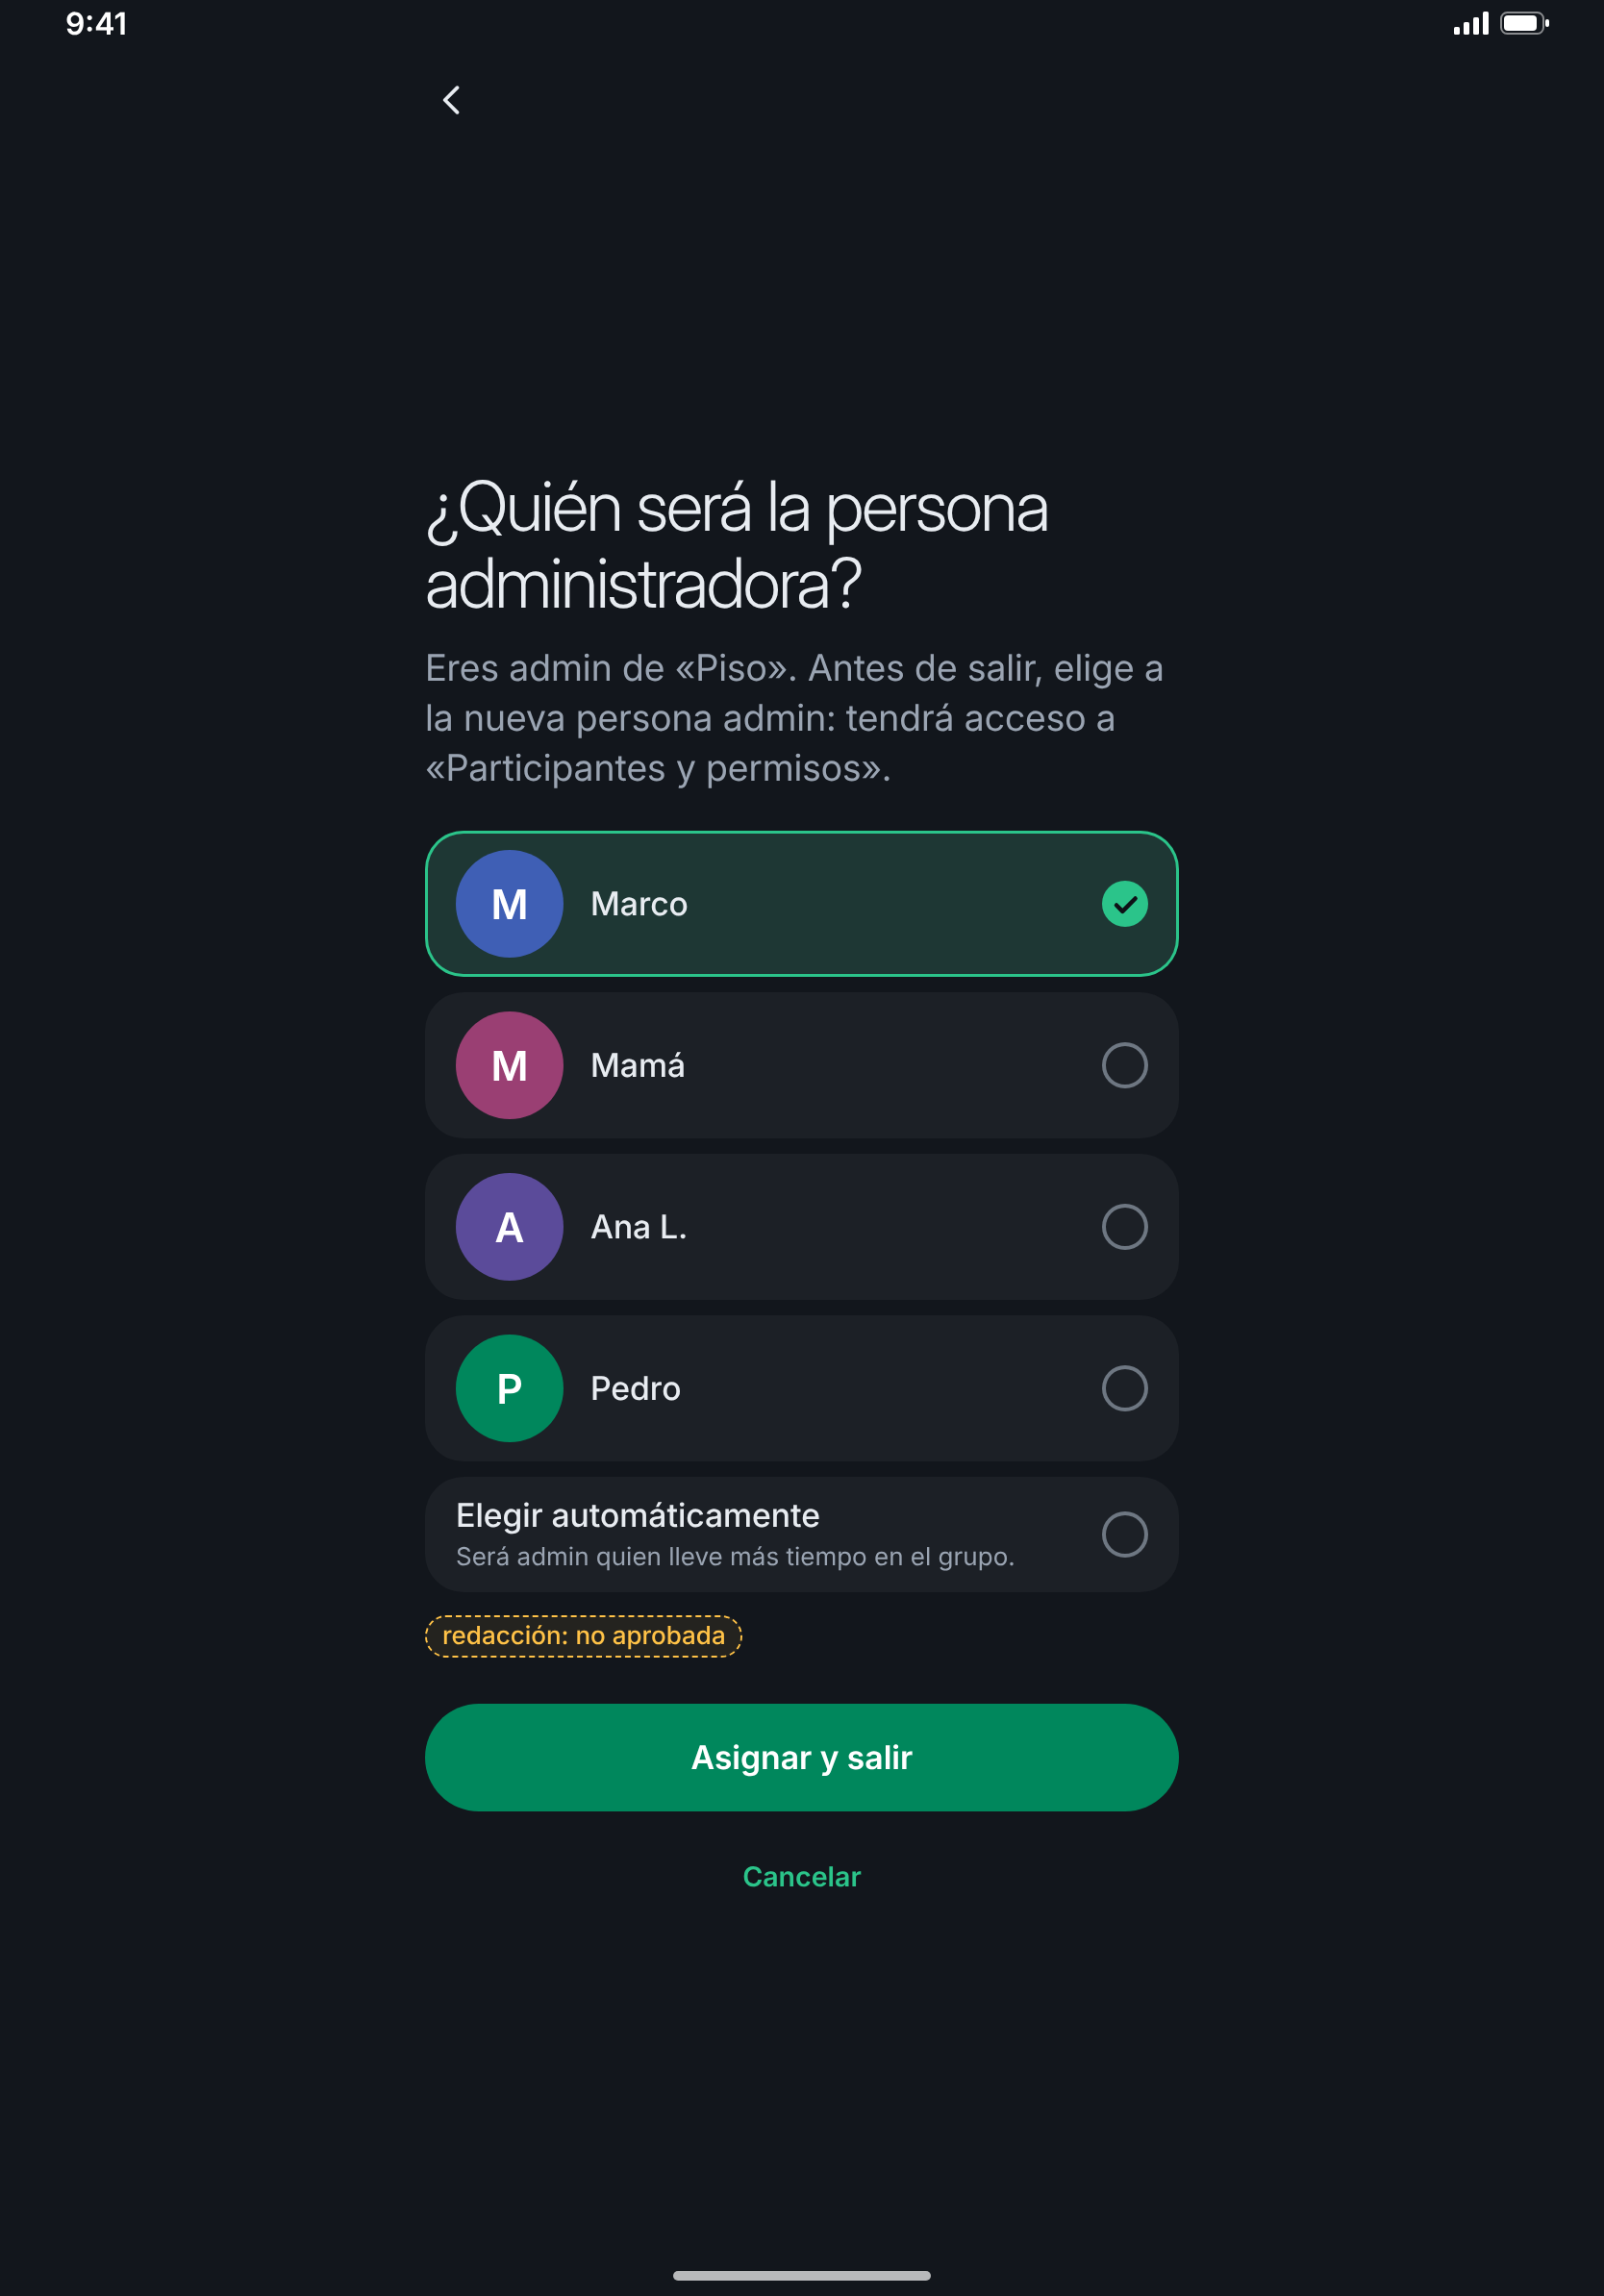 9:41
¿Quién será la persona
administradora?
Eres admin de «Piso». Antes de salir, elige a
la nueva persona admin: tendrá acceso a
«Participantes y permisos».
M
Marco
M
Mamá
A
Ana L.
P
Pedro
Elegir automáticamente
Será admin quien lleve más tiempo en el grupo.
redacción: no aprobada
Asignar y salir
Cancelar